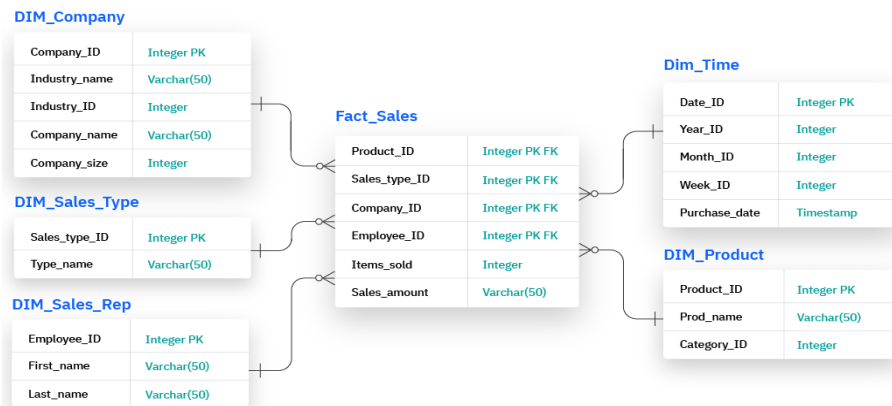 DIM_Company
Company_ID Integer PK
Industry_name Varchar(50)
Industry_ID Integer
Company_name Varchar(50)
Company_size Integer
DIM_Sales_Type
Sales_type_ID Integer PK
Type_name Varchar(50)
DIM_Sales_Rep
Employee_ID Integer PK
First_name Varchar(50)
Last_name Varchar(50)
Fact_Sales
Product_ID Integer PK FK
Sales_type_ID Integer PK FK
Company_ID Integer PK FK
Employee_ID Integer PK FK
Items_sold Integer
Sales_amount Varchar(50)
Dim_Time
Date_ID Integer PK
Year_ID Integer
Month_ID Integer
Week_ID Integer
Purchase_date Timestamp
DIM_Product
Product_ID Integer PK
Prod_name Varchar(50)
Category_ID Integer